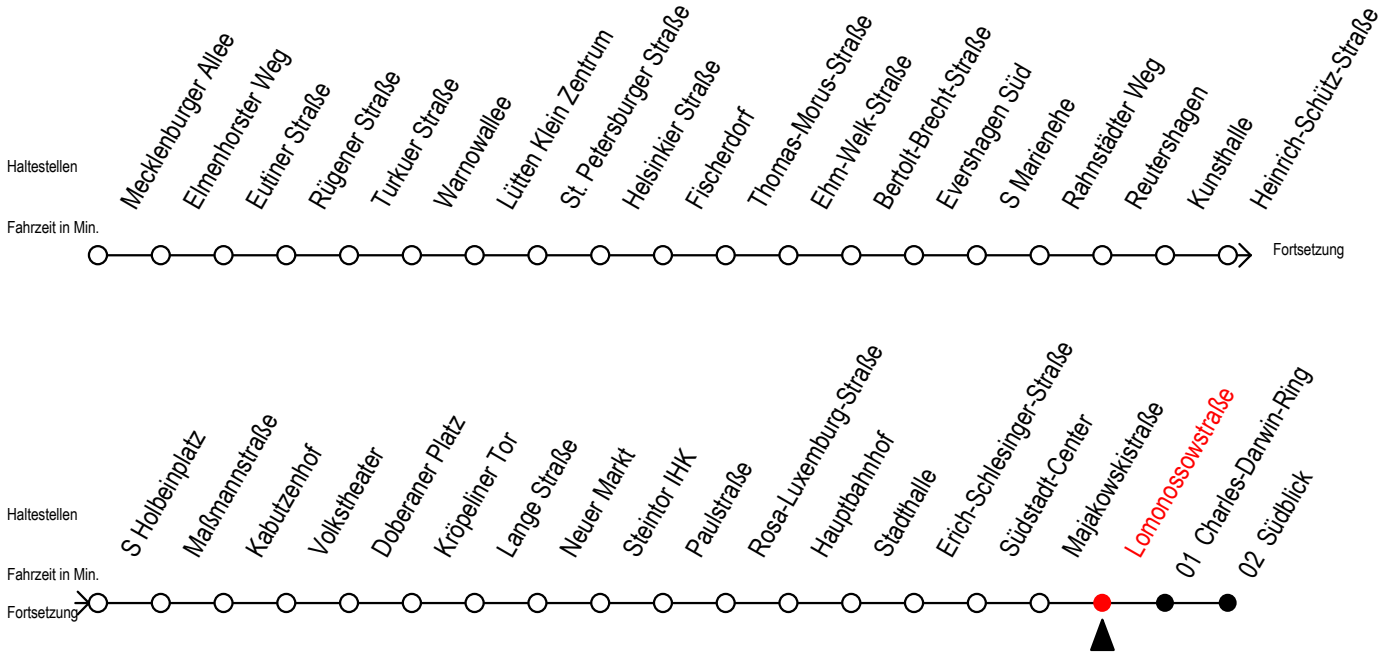 Haltestellen
Mecklenburger Allee
Elmenhorster Weg
Eutiner Straße
Rügener Straße
Turkuer Straße
Warnowallee
Lütten Klein Zentrum
St. Petersburger Straße
Helsinkier Straße
Fischerdorf
Thomas-Morus-Straße
Ehm-Welk-Straße
Bertolt-Brecht-Straße
Evershagen Süd
S Marienehe
Rahnstädter Weg
Reutershagen
Kunsthalle
Heinrich-Schütz-Straße
Fahrzeit in Min.
Fortsetzung
Haltestellen
S Holbeinplatz
Maßmannstraße
Kabutzenhof
Volkstheater
Doberaner Platz
Kröpeliner Tor
Lange Straße
Neuer Markt
Steintor IHK
Paulstraße
Rosa-Luxemburg-Straße
Hauptbahnhof
Stadthalle
Erich-Schlesinger-Straße
Südstadt-Center
Majakowskistraße
Lomonossowstraße
01 Charles-Darwin-Ring
02 Südblick
Fahrzeit in Min.
Fortsetzung